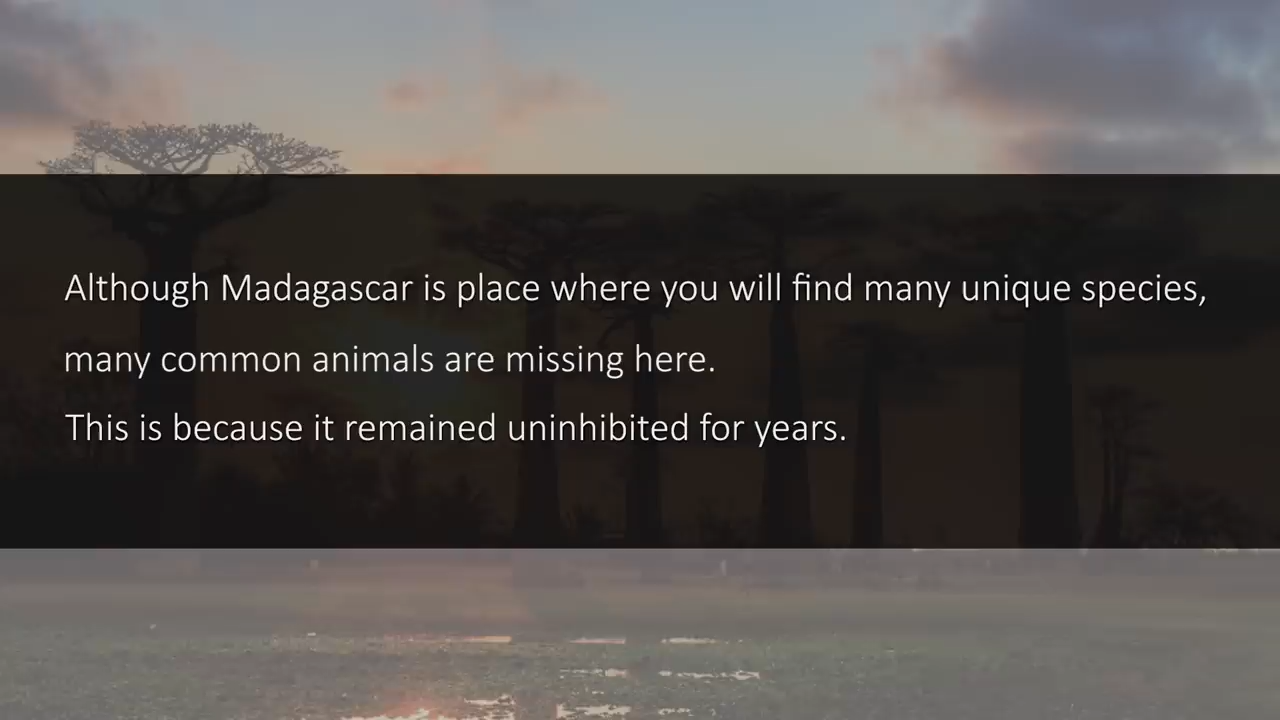 Although Madagascar is place where you will find many unique species,
many common animals are missing here.
This is because it remained uninhibited for years.